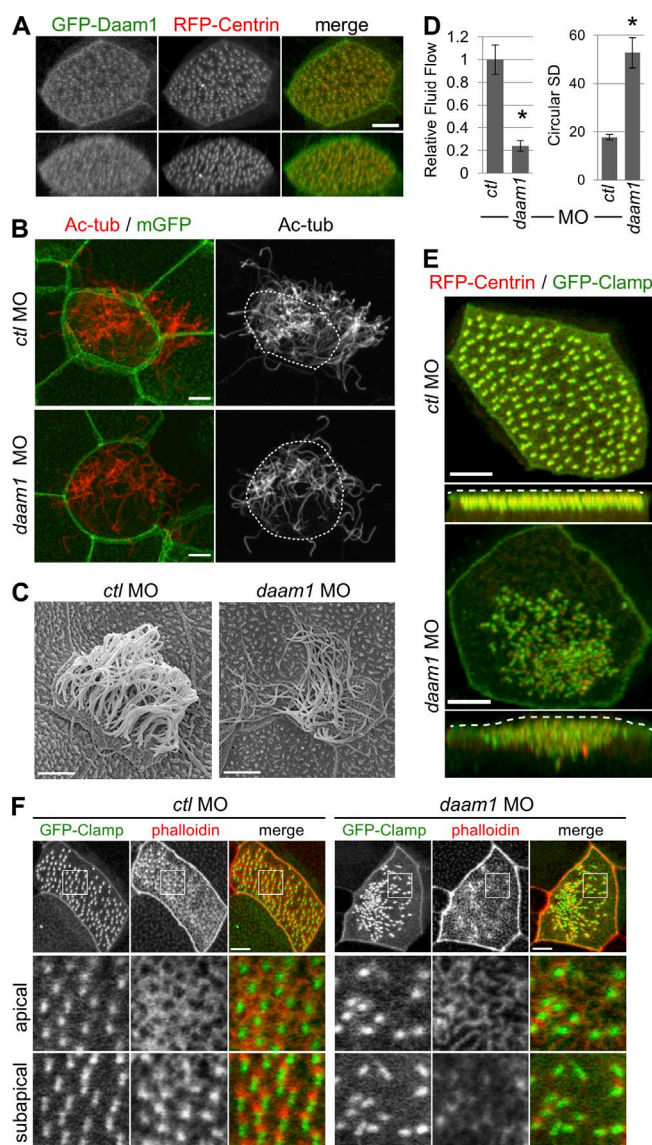 A
GFP-Daam1 RFP-Centrin merge
B
Ac-tub / mGFP Ac-tub
ctl MO
daam1 MO
C
ctl MO daam1 MO
D
Relative Fluid Flow
1.2
1
0.8
0.6
0.4
0.2
0
*
ctl
daam1
Circular SD
60
40
20
0
*
ctl
daam1
MO
E
RFP-Centrin / GFP-Clamp
ctl MO
daam1 MO
F
ctl MO daam1 MO
GFP-Clamp phalloidin merge GFP-Clamp phalloidin merge
apical
subapical